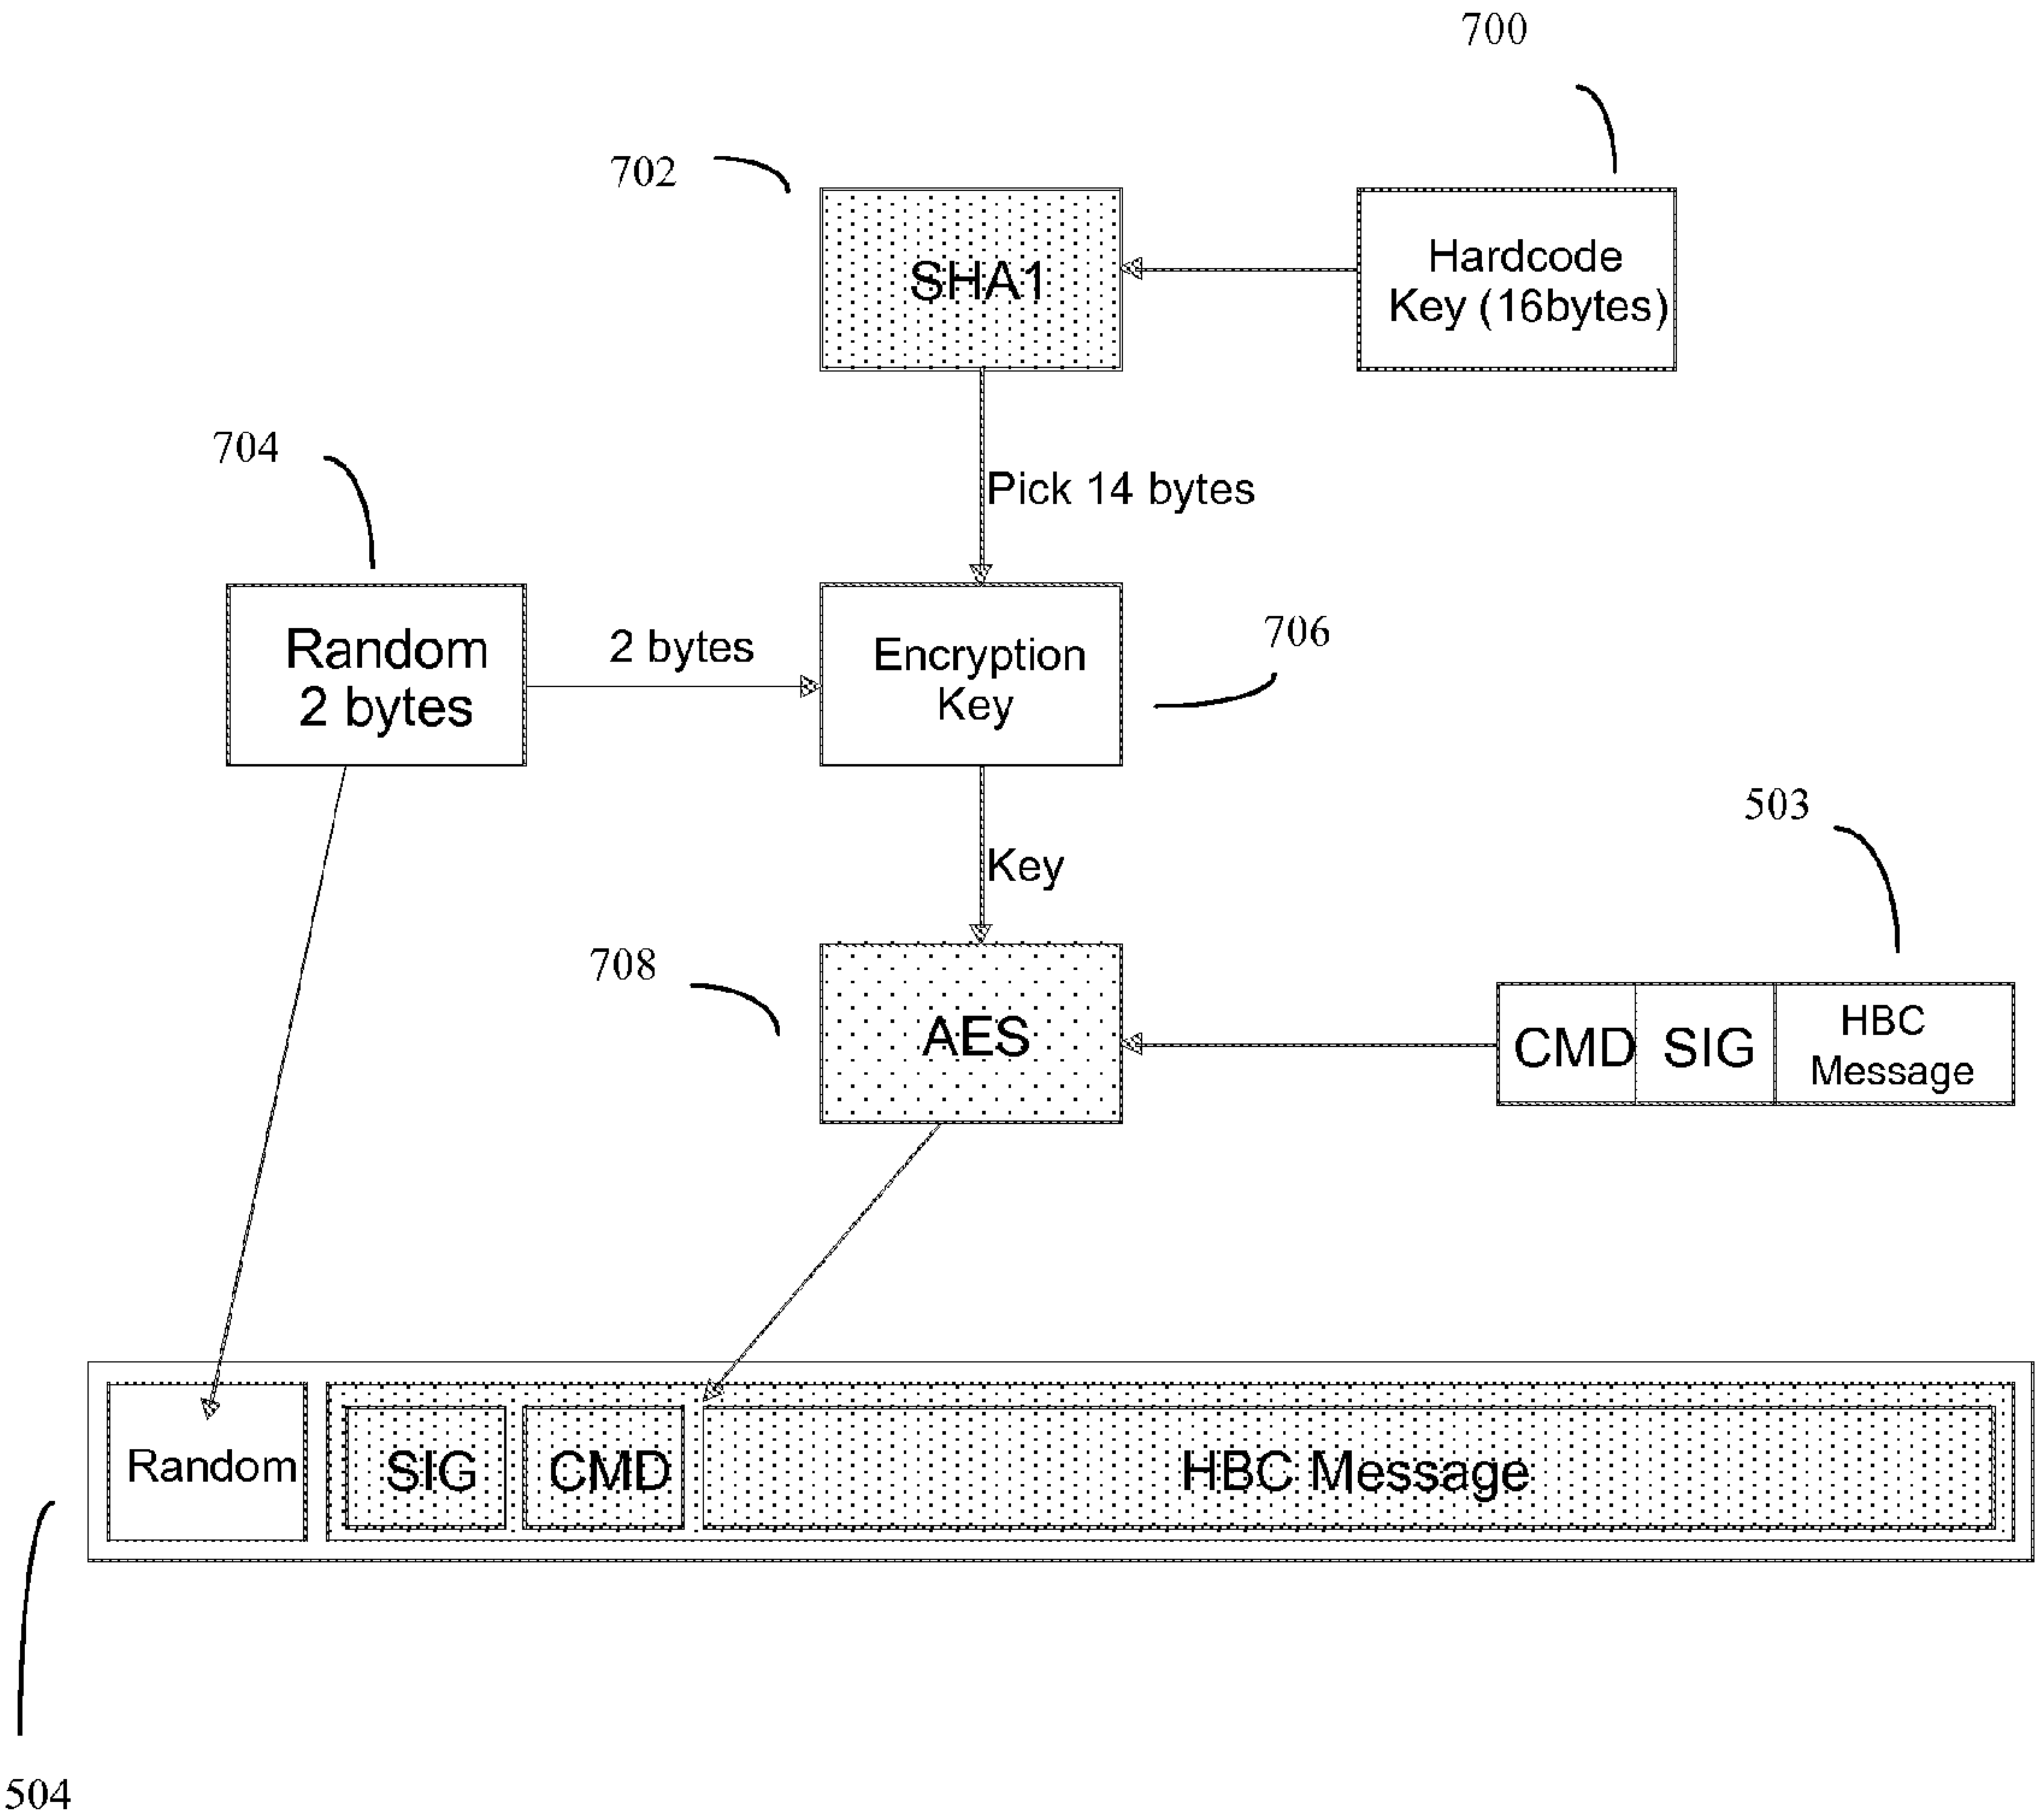 700
702
Hardcode
Key (16bytes)
SHA1
704
Pick 14 bytes
Random
2 bytes
2 bytes
Encryption
Key
706
503
Key
708
AES
CMD SIG HBC
Message
Random SIG CMD HBC Message
504